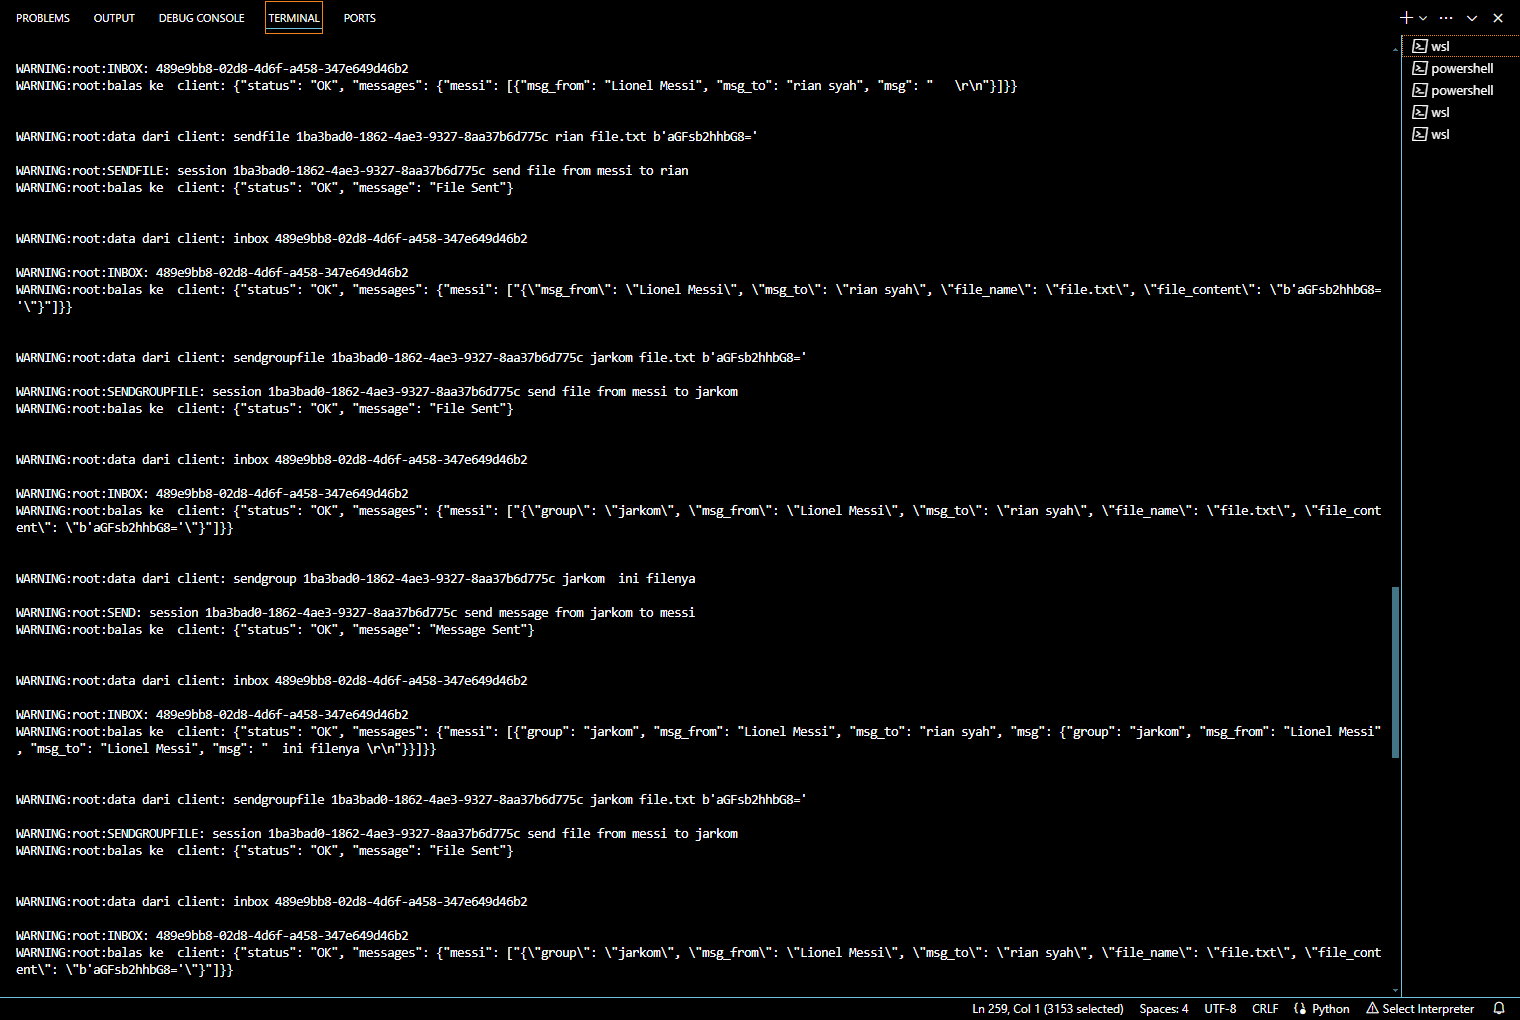 PROBLEMS OUTPUT DEBUG CONSOLE TERMINAL PORTS
wsl
powershell
powershell
wsl
wsl
WARNING:root:INBOX: 489e9bb8-02d8-4d6f-a458-347e649d46b2
WARNING:root:balas ke  client: {"status": "OK", "messages": {"messi": [{"msg_from": "Lionel Messi", "msg_to": "rian syah", "msg": "   \r\n"}]}}
WARNING:root:data dari client: sendfile 1ba3bad0-1862-4ae3-9327-8aa37b6d775c rian file.txt b'aGFsb2hhbG8='
WARNING:root:SENDFILE: session 1ba3bad0-1862-4ae3-9327-8aa37b6d775c send file from messi to rian
WARNING:root:balas ke  client: {"status": "OK", "message": "File Sent"}
WARNING:root:data dari client: inbox 489e9bb8-02d8-4d6f-a458-347e649d46b2
WARNING:root:INBOX: 489e9bb8-02d8-4d6f-a458-347e649d46b2
WARNING:root:balas ke  client: {"status": "OK", "messages": {"messi": ["{\"msg_from\": \"Lionel Messi\", \"msg_to\": \"rian syah\", \"file_name\": \"file.txt\", \"file_content\": \"b'aGFsb2hhbG8=
'\"}"]}}
WARNING:root:data dari client: sendgroupfile 1ba3bad0-1862-4ae3-9327-8aa37b6d775c jarkom file.txt b'aGFsb2hhbG8='
WARNING:root:SENDGROUPFILE: session 1ba3bad0-1862-4ae3-9327-8aa37b6d775c send file from messi to jarkom
WARNING:root:balas ke  client: {"status": "OK", "message": "File Sent"}
WARNING:root:data dari client: inbox 489e9bb8-02d8-4d6f-a458-347e649d46b2
WARNING:root:INBOX: 489e9bb8-02d8-4d6f-a458-347e649d46b2
WARNING:root:balas ke  client: {"status": "OK", "messages": {"messi": ["{\"group\": \"jarkom\", \"msg_from\": \"Lionel Messi\", \"msg_to\": \"rian syah\", \"file_name\": \"file.txt\", \"file_cont
ent\": \"b'aGFsb2hhbG8='\"}"]}}
WARNING:root:data dari client: sendgroup 1ba3bad0-1862-4ae3-9327-8aa37b6d775c jarkom  ini filenya
WARNING:root:SEND: session 1ba3bad0-1862-4ae3-9327-8aa37b6d775c send message from jarkom to messi
WARNING:root:balas ke  client: {"status": "OK", "message": "Message Sent"}
WARNING:root:data dari client: inbox 489e9bb8-02d8-4d6f-a458-347e649d46b2
WARNING:root:INBOX: 489e9bb8-02d8-4d6f-a458-347e649d46b2
WARNING:root:balas ke  client: {"status": "OK", "messages": {"messi": [{"group": "jarkom", "msg_from": "Lionel Messi", "msg_to": "rian syah", "msg": {"group": "jarkom", "msg_from": "Lionel Messi"
, "msg_to": "Lionel Messi", "msg": "  ini filenya \r\n"}}]}}
WARNING:root:data dari client: sendgroupfile 1ba3bad0-1862-4ae3-9327-8aa37b6d775c jarkom file.txt b'aGFsb2hhbG8='
WARNING:root:SENDGROUPFILE: session 1ba3bad0-1862-4ae3-9327-8aa37b6d775c send file from messi to jarkom
WARNING:root:balas ke  client: {"status": "OK", "message": "File Sent"}
WARNING:root:data dari client: inbox 489e9bb8-02d8-4d6f-a458-347e649d46b2
WARNING:root:INBOX: 489e9bb8-02d8-4d6f-a458-347e649d46b2
WARNING:root:balas ke  client: {"status": "OK", "messages": {"messi": ["{\"group\": \"jarkom\", \"msg_from\": \"Lionel Messi\", \"msg_to\": \"rian syah\", \"file_name\": \"file.txt\", \"file_cont
ent\": \"b'aGFsb2hhbG8='\"}"]}}
Ln 259, Col 1 (3153 selected) Spaces: 4 UTF-8 CRLF Python Select Interpreter